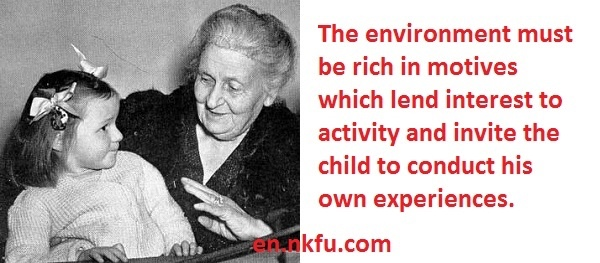 The environment must
be rich in motives
which lend interest to
activity and invite the
child to conduct his
own experiences.
en.nkfu.com